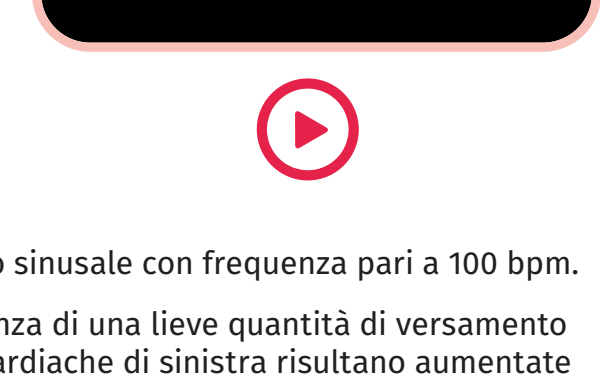 o sinusale con frequenza pari a 100 bpm.
nza di una lieve quantità di versamento
ardiache di sinistra risultano aumentate